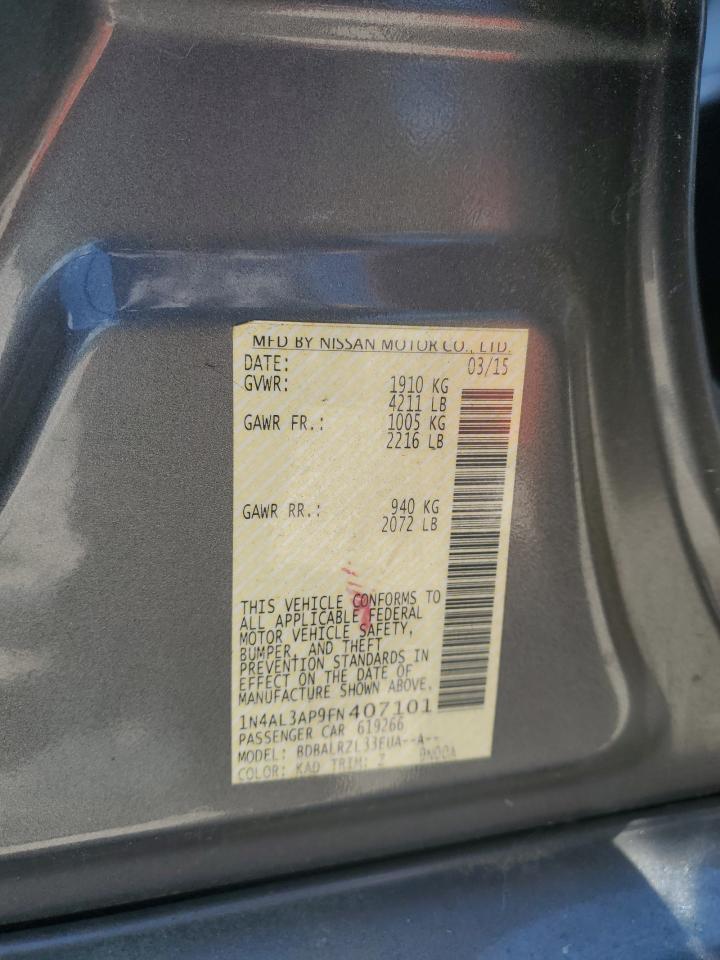 MFD BY NISSAN MOTOR CO., LTD.
DATE: 03/15
GVWR: 1910 KG
4211 LB
GAWR FR.: 1005 KG
2216 LB
GAWR RR.: 940 KG
2072 LB
THIS VEHICLE CONFORMS TO
ALL APPLICABLE FEDERAL
MOTOR VEHICLE SAFETY,
BUMPER, AND THEFT
PREVENTION STANDARDS IN
EFFECT ON THE DATE OF
MANUFACTURE SHOWN ABOVE.
1N4AL3AP9FN407101
PASSENGER CAR 619266
MODEL: BDBALRZL33EUA--A--
COLOR: KAD TRIM: Z